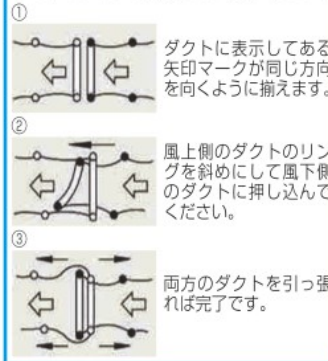 ①
ダクトに表示してある
矢印マークが同じ方向
を向くように揃えます。
②
風上側のダクトのリン
グを斜めにして風下側
のダクトに押し込んで
ください。
③
両方のダクトを引っ張
れば完了です。